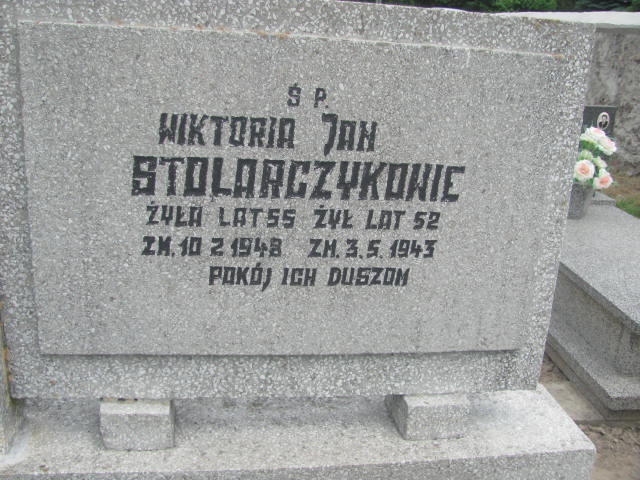 Ś P.
WIKTORIA JAN
STOLARCZYKOWIE
ŻYŁA LAT 55 ŻYŁ LAT 52
ZM. 10 2 1948 ZM. 3.5.1943
POKÓJ ICH DUSZOM